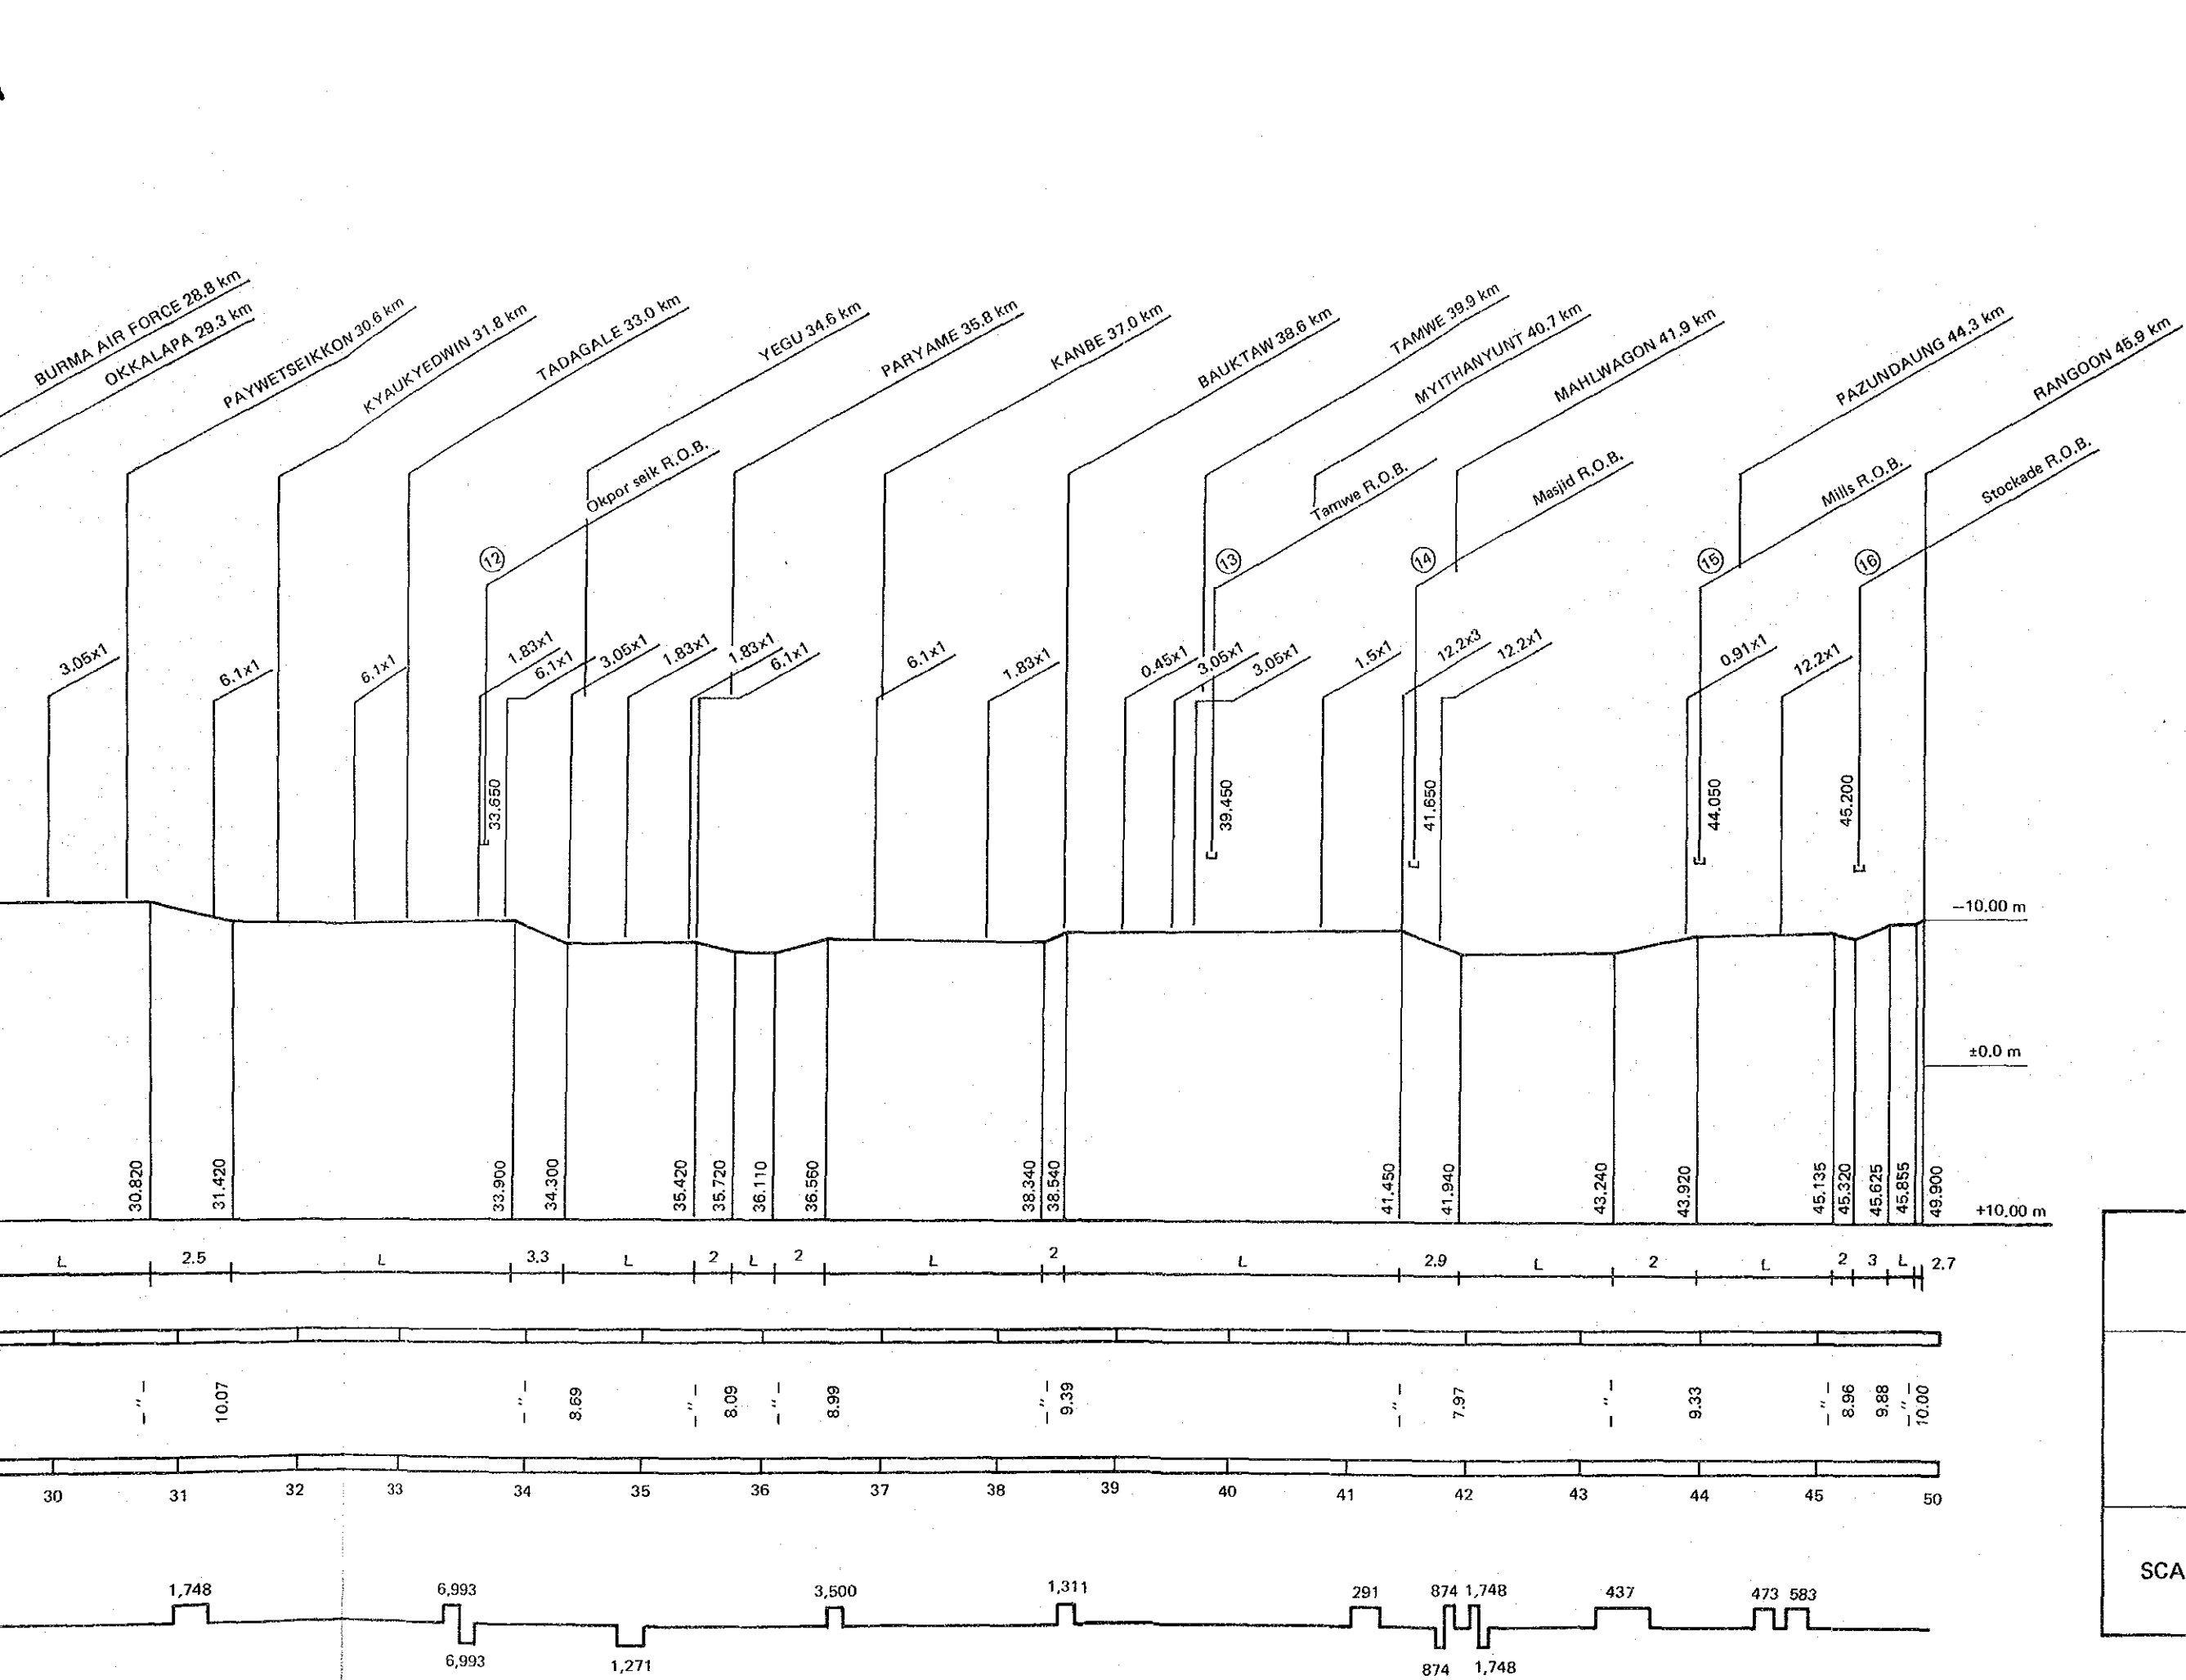 BURMA AIR FORCE 28.8 km
OKKALAPA 29.3 km
PAYWETSEIKKON 30.6 km
KYAUKYEDWIN 31.8 km
TADAGALE 33.0 km
YEGU 34.6 km
PARYAME 35.8 km
KANBE 37.0 km
BAUKTAW 38.6 km
TAMWE 39.9 km
MYITHANYUNT 40.7 km
MAHLWAGON 41.9 km
PAZUNDAUNG 44.3 km
RANGOON 45.9 km
12 Okpor seik R.O.B.
13 Tamwe R.O.B.
14 Masjid R.O.B.
15 Mills R.O.B.
16 Stockade R.O.B.
3.05x1
6.1x1
6.1x1
1.83x1
6.1x1
3.05x1
1.83x1
1.83x1
6.1x1
6.1x1
1.83x1
0.45x1
3.05x1
3.05x1
1.5x1
12.2x3
12.2x1
0.91x1
12.2x1
33.650
39.450
41.650
44.050
45.200
−10.00 m
±0.0 m
+10.00 m
30.820
31.420
33.900
34.300
35.420
35.720
36.110
36.560
38.340
38.540
41.450
41.940
43.240
43.920
45.135
45.320
45.625
45.855
49.900
L 2.5 L 3.3 L 2 L 2 L 2 L 2.9 L 2 L 2 3 L 2.7
– " – 10.07 – " – 8.69 – " – 8.09 – " – 8.99 – " – 9.39 – " – 7.97 – " – 9.33 – " – 8.96 9.88 – " – 10.00
30 31 32 33 34 35 36 37 38 39 40 41 42 43 44 45 50
1,748 6,993 3,500 1,311 291 874 1,748 437 473 583
6,993 1,271 874 1,748
SCA